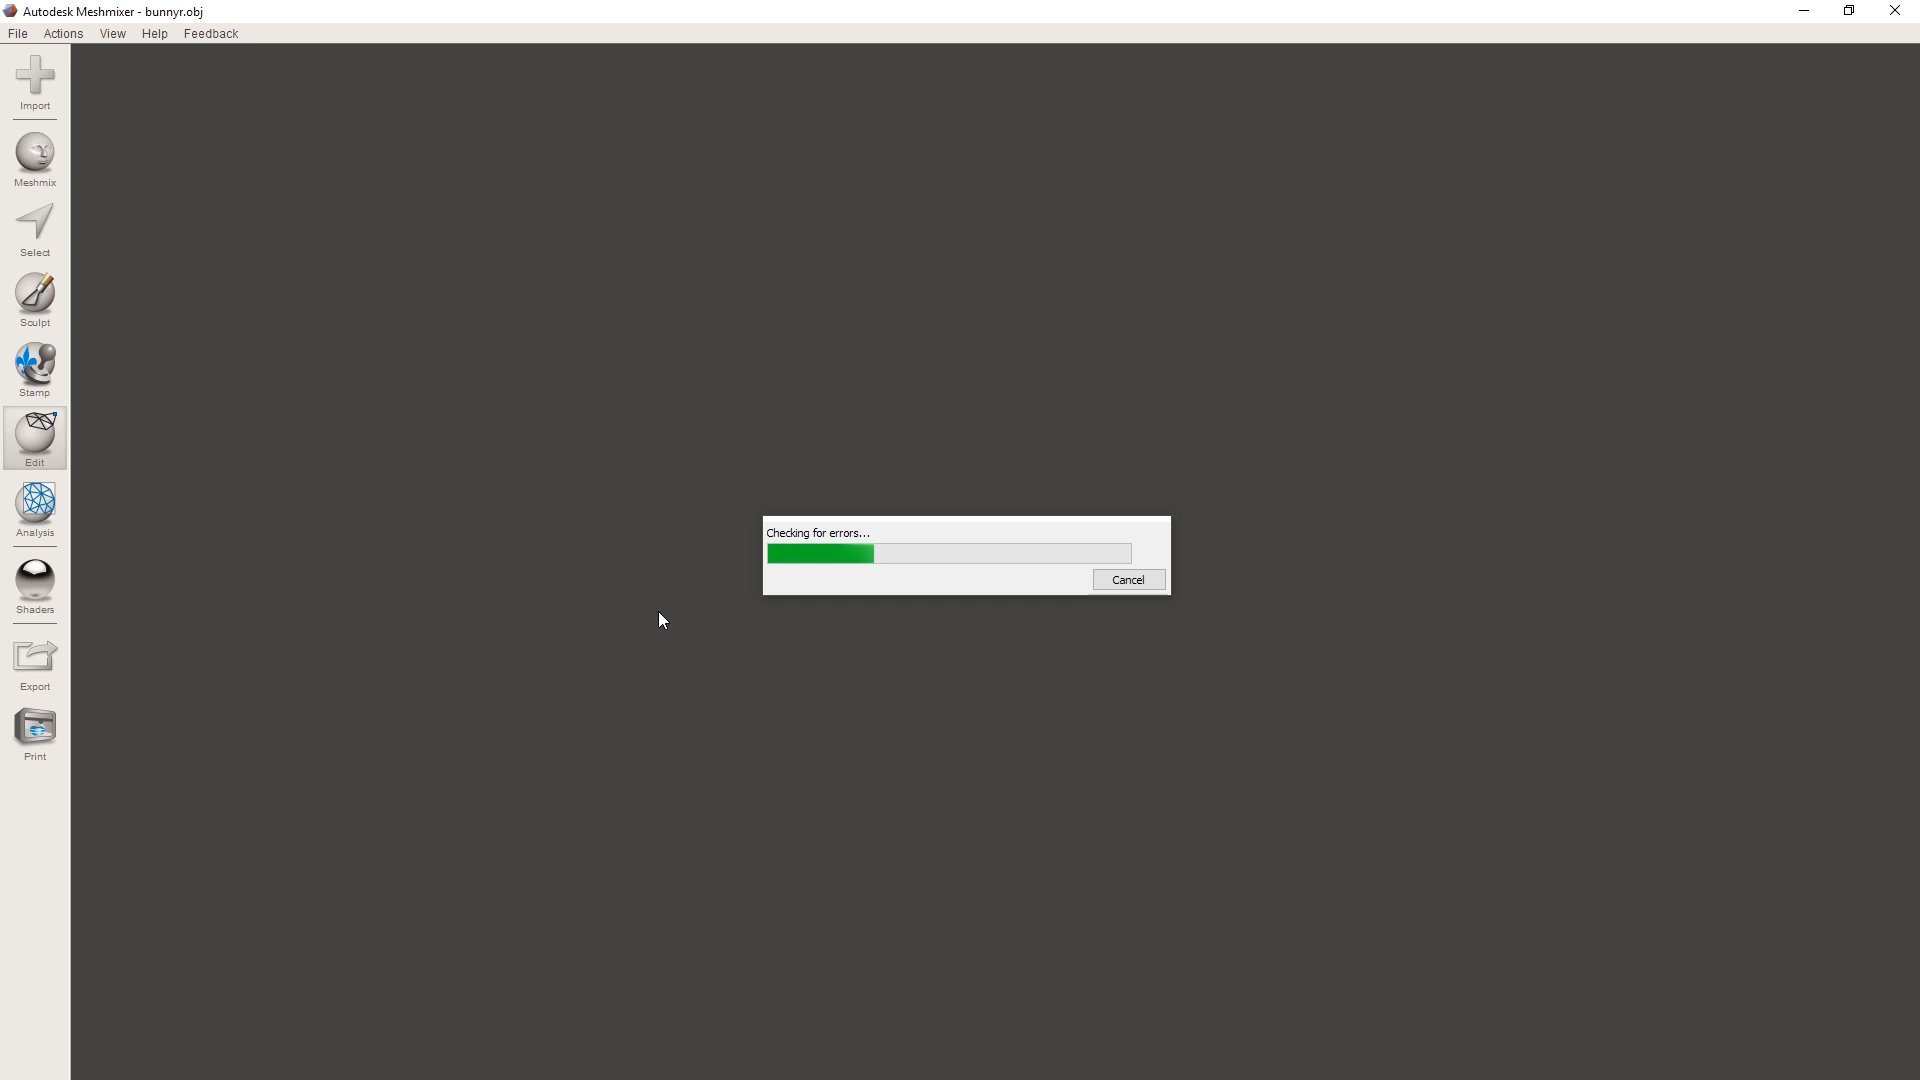 Autodesk Meshmixer - bunnyr.obj
File Actions View Help Feedback
Import
Meshmix
Select
Sculpt
Stamp
Edit
Analysis
Shaders
Export
Print
Checking for errors...
Cancel